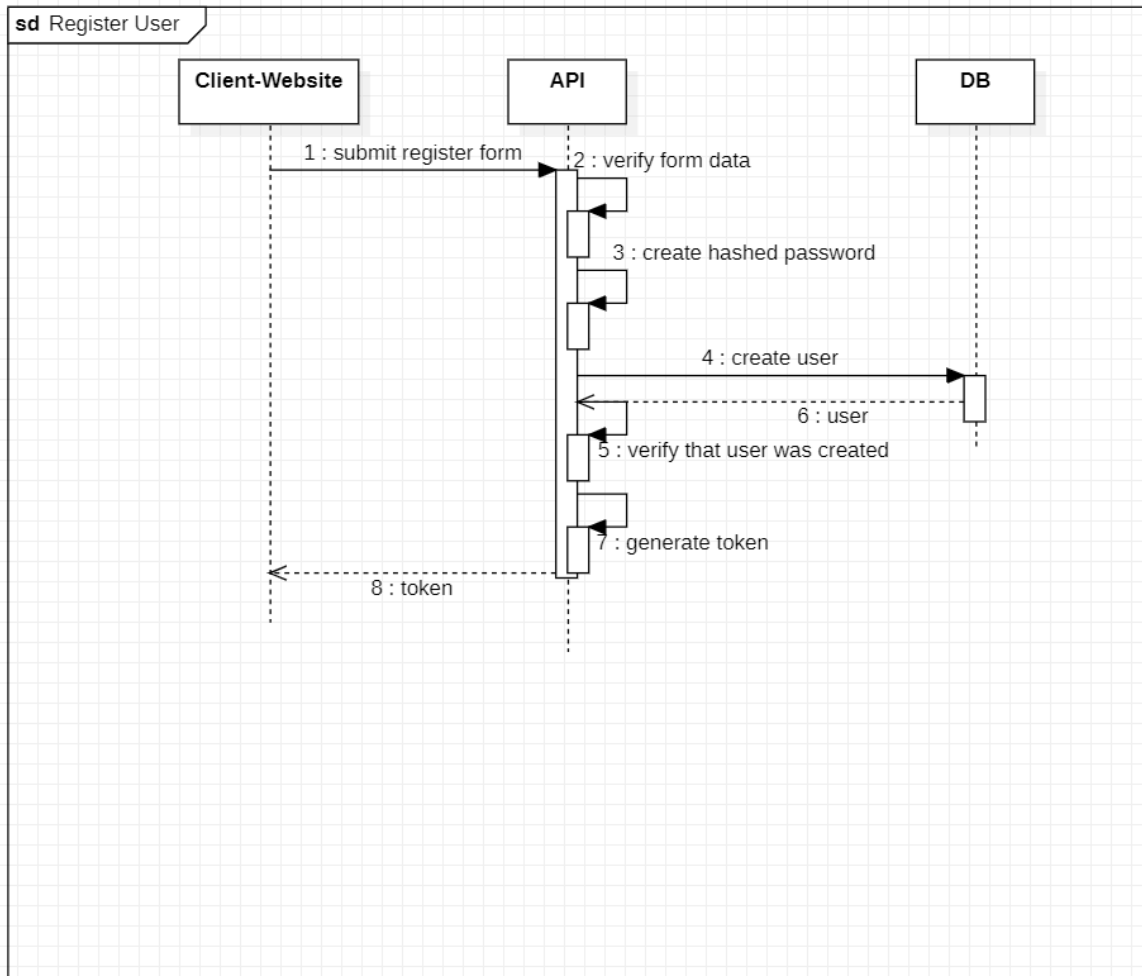 sd Register User
Client-Website
API
DB
1 : submit register form
2 : verify form data
3 : create hashed password
4 : create user
6 : user
5 : verify that user was created
7 : generate token
8 : token